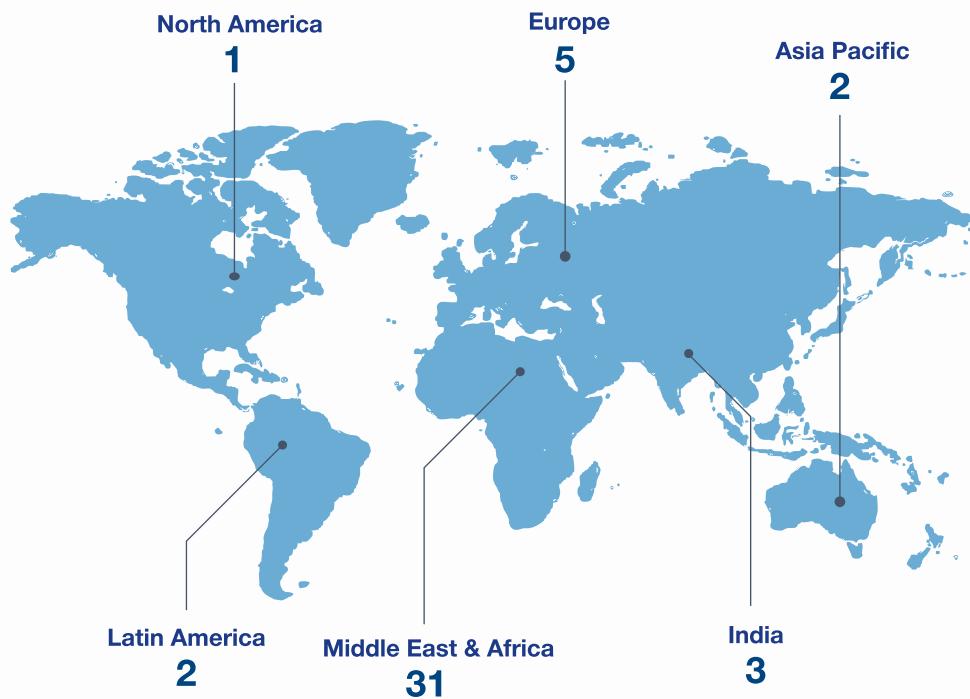 North America
1
Europe
5
Asia Pacific
2
Latin America
2
Middle East & Africa
31
India
3